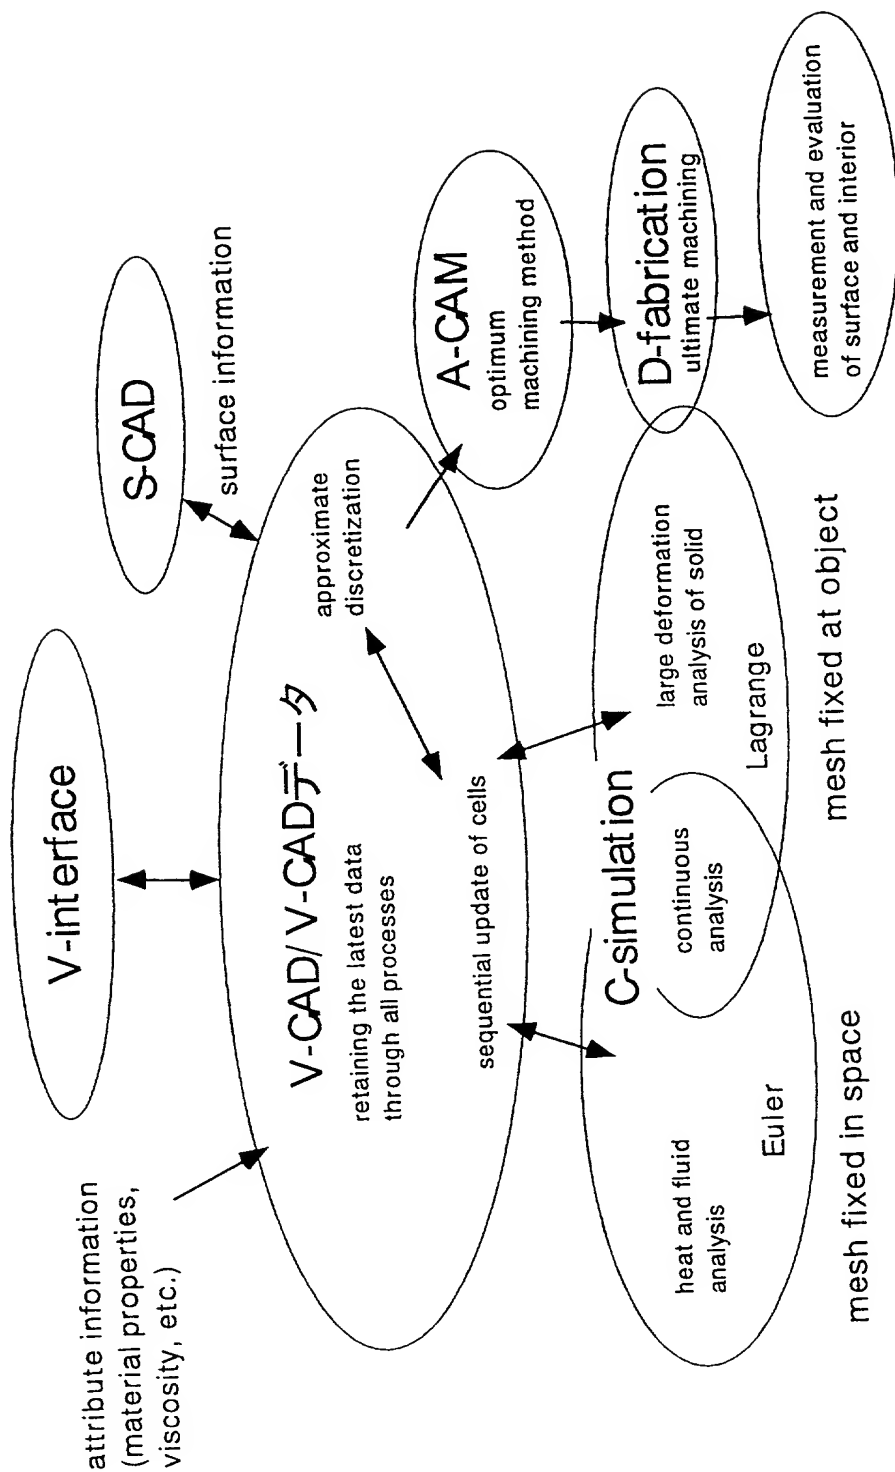 V-interface
S-CAD
surface information
attribute information
(material properties,
viscosity, etc.)
V-CAD/V-CADデータ
retaining the latest data
through all processes
approximate
discretization
sequential update of cells
A-CAM
optimum
machining method
C-simulation
heat and fluid
analysis
continuous
analysis
large deformation
analysis of solid
Euler
Lagrange
mesh fixed in space
mesh fixed at object
D-fabrication
ultimate machining
measurement and evaluation
of surface and interior